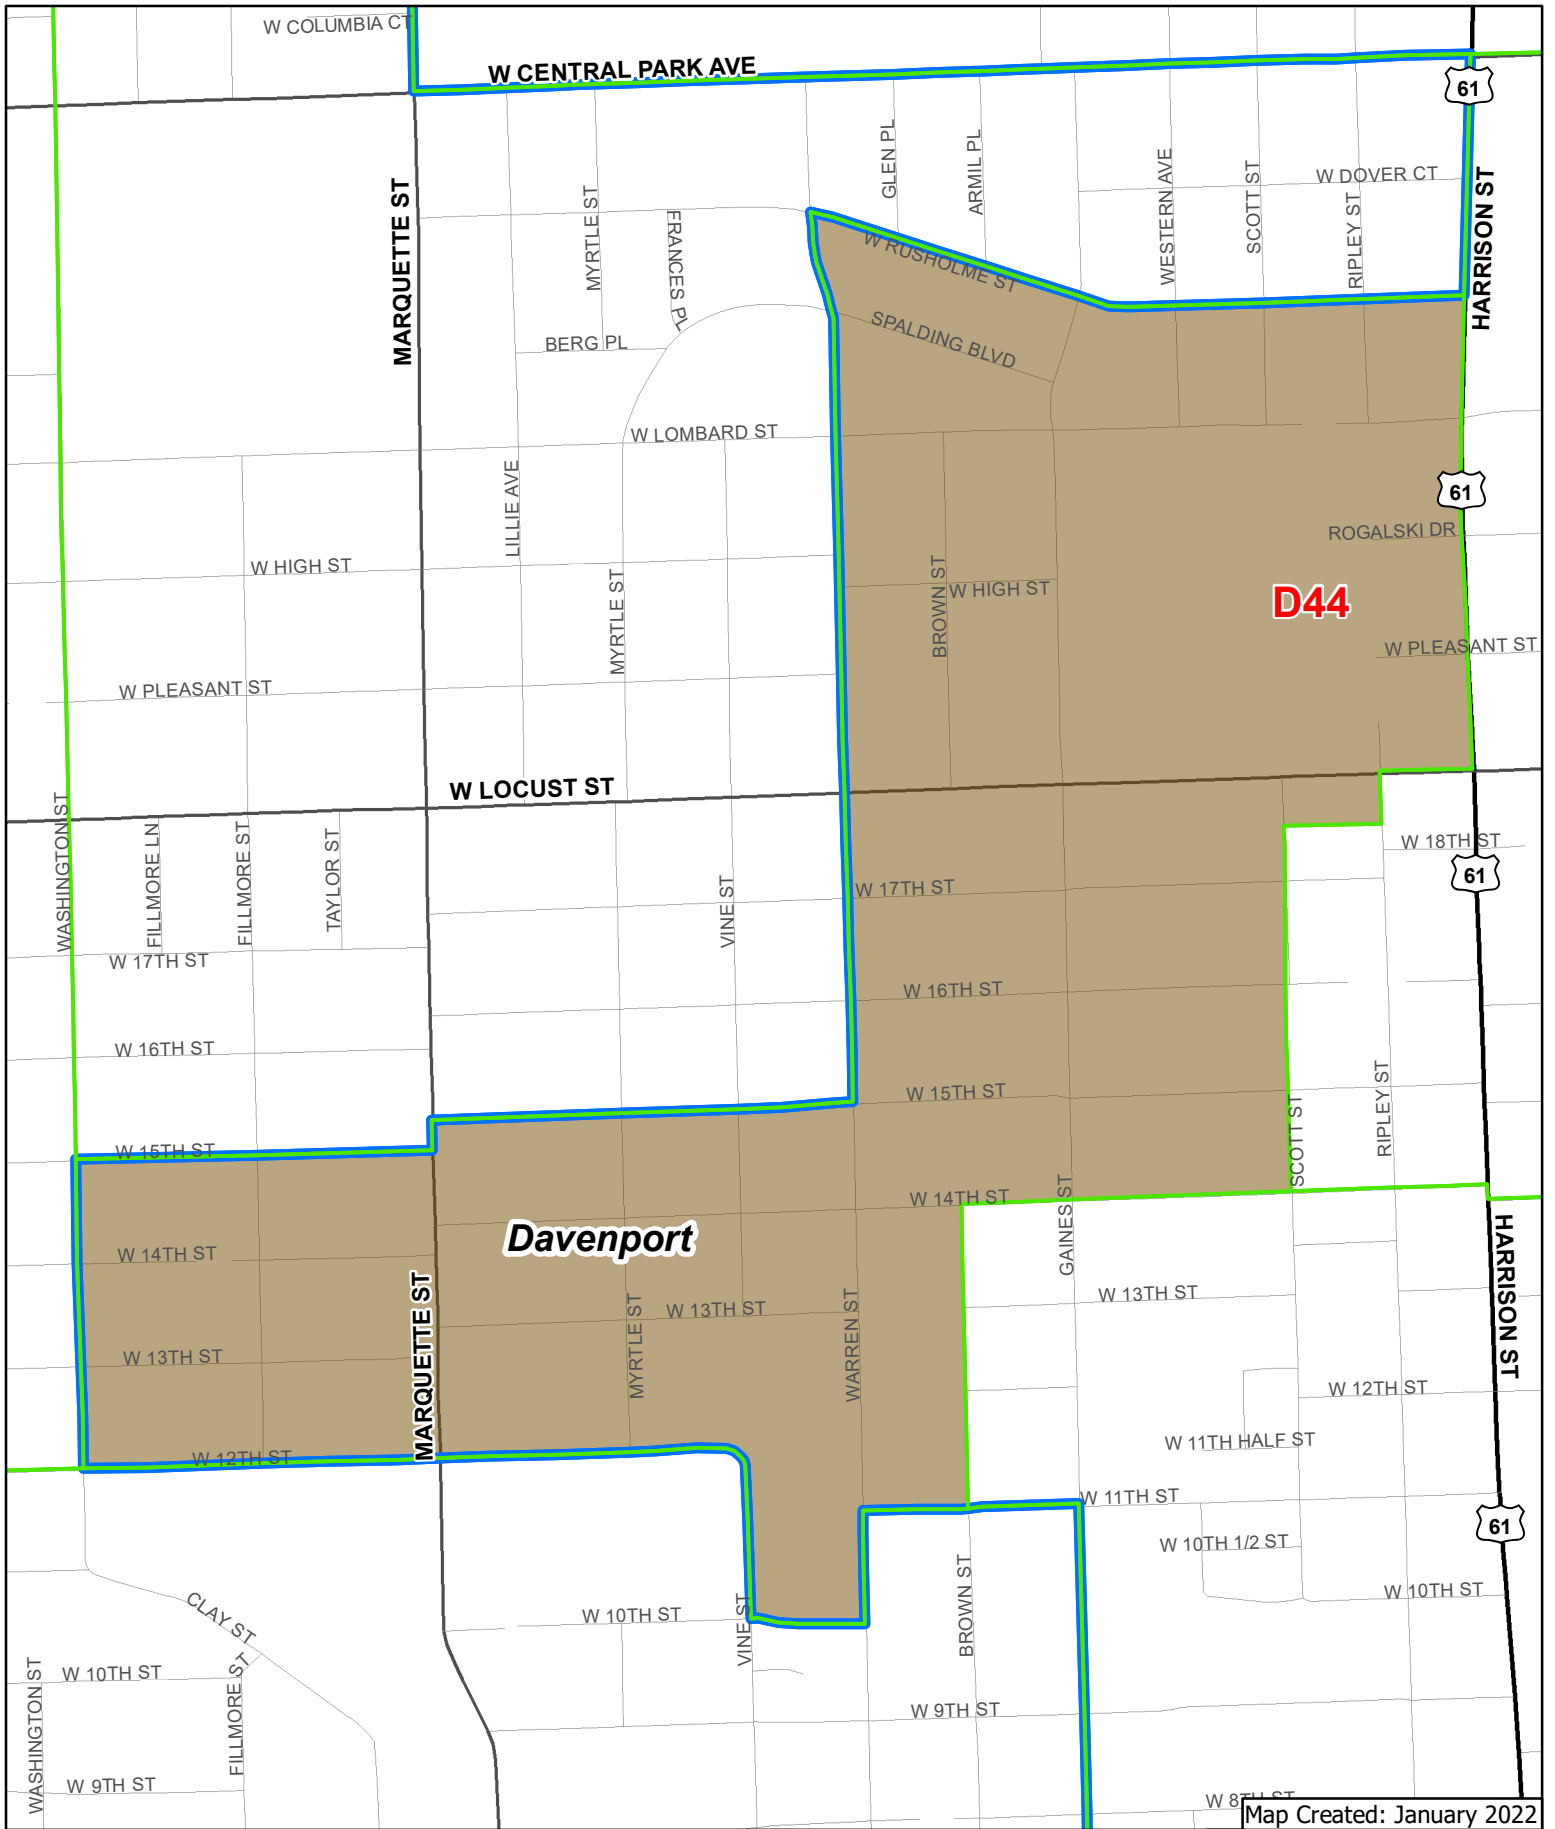 W COLUMBIA CT
W CENTRAL PARK AVE
61
GLEN PL
ARMIL PL
WESTERN AVE
SCOTT ST
W DOVER CT
RIPLEY ST
HARRISON ST
MARQUETTE ST
MYRTLE ST
FRANCES PL
W RUSHOLME ST
SPALDING BLVD
BERG PL
W LOMBARD ST
LILLIE AVE
61
ROGALSKI DR
W HIGH ST
MYRTLE ST
BROWN ST
W HIGH ST
D44
W PLEASANT ST
W PLEASANT ST
W LOCUST ST
WASHINGTON ST
FILLMORE LN
FILLMORE ST
TAYLOR ST
VINE ST
W 17TH ST
W 18TH ST
61
W 17TH ST
W 16TH ST
W 16TH ST
W 15TH ST
SCOTT ST
RIPLEY ST
W 15TH ST
W 14TH ST
GAINES ST
Davenport
W 14TH ST
MARQUETTE ST
MYRTLE ST
W 13TH ST
WARREN ST
W 13TH ST
HARRISON ST
W 13TH ST
W 12TH ST
W 11TH HALF ST
W 12TH ST
W 11TH ST
61
W 10TH 1/2 ST
W 10TH ST
CLAY ST
W 10TH ST
VINE ST
BROWN ST
W 10TH ST
WASHINGTON ST
FILLMORE ST
W 9TH ST
W 9TH ST
W 8TH ST
Map Created: January 2022